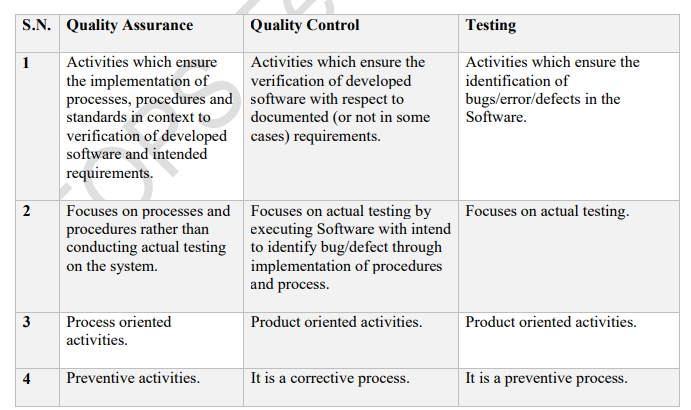 S.N. Quality Assurance Quality Control Testing
1 Activities which ensure the implementation of processes, procedures and standards in context to verification of developed software and intended requirements. Activities which ensure the verification of developed software with respect to documented (or not in some cases) requirements. Activities which ensure the identification of bugs/error/defects in the Software.
2 Focuses on processes and procedures rather than conducting actual testing on the system. Focuses on actual testing by executing Software with intend to identify bug/defect through implementation of procedures and process. Focuses on actual testing.
3 Process oriented activities. Product oriented activities. Product oriented activities.
4 Preventive activities. It is a corrective process. It is a preventive process.
TOPS